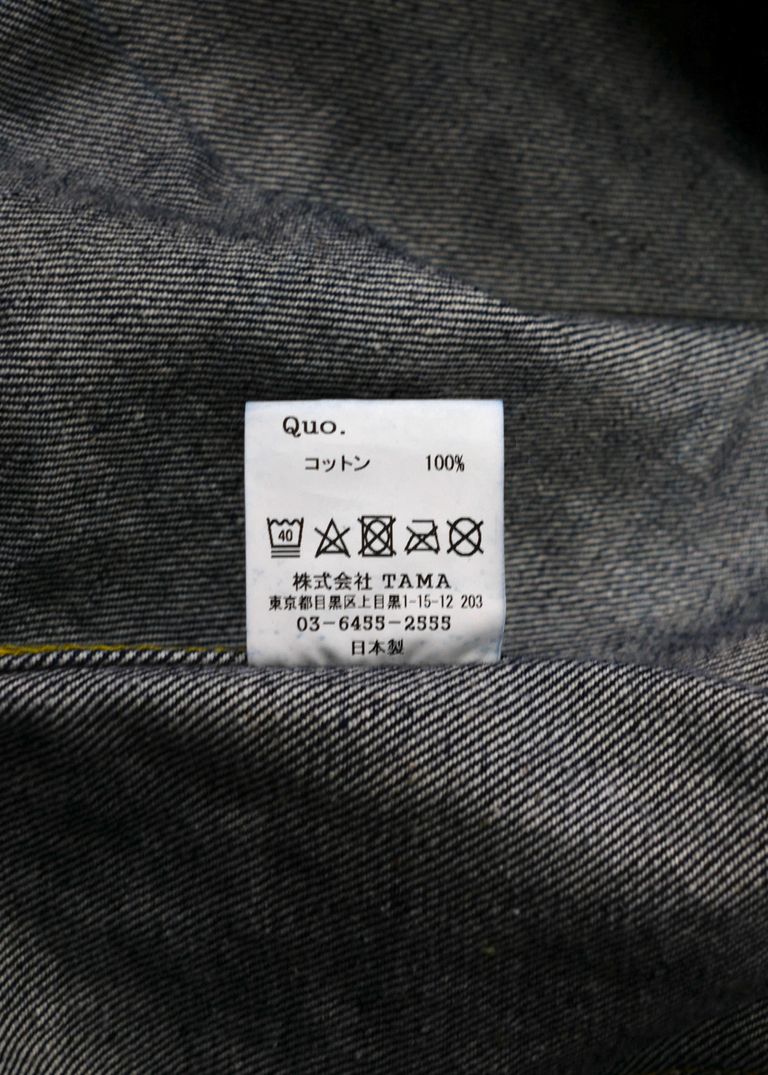 Quo.
コットン 100%
40
株式会社 TAMA
東京都目黒区上目黒1-15-12 203
03-6455-2555
日本製